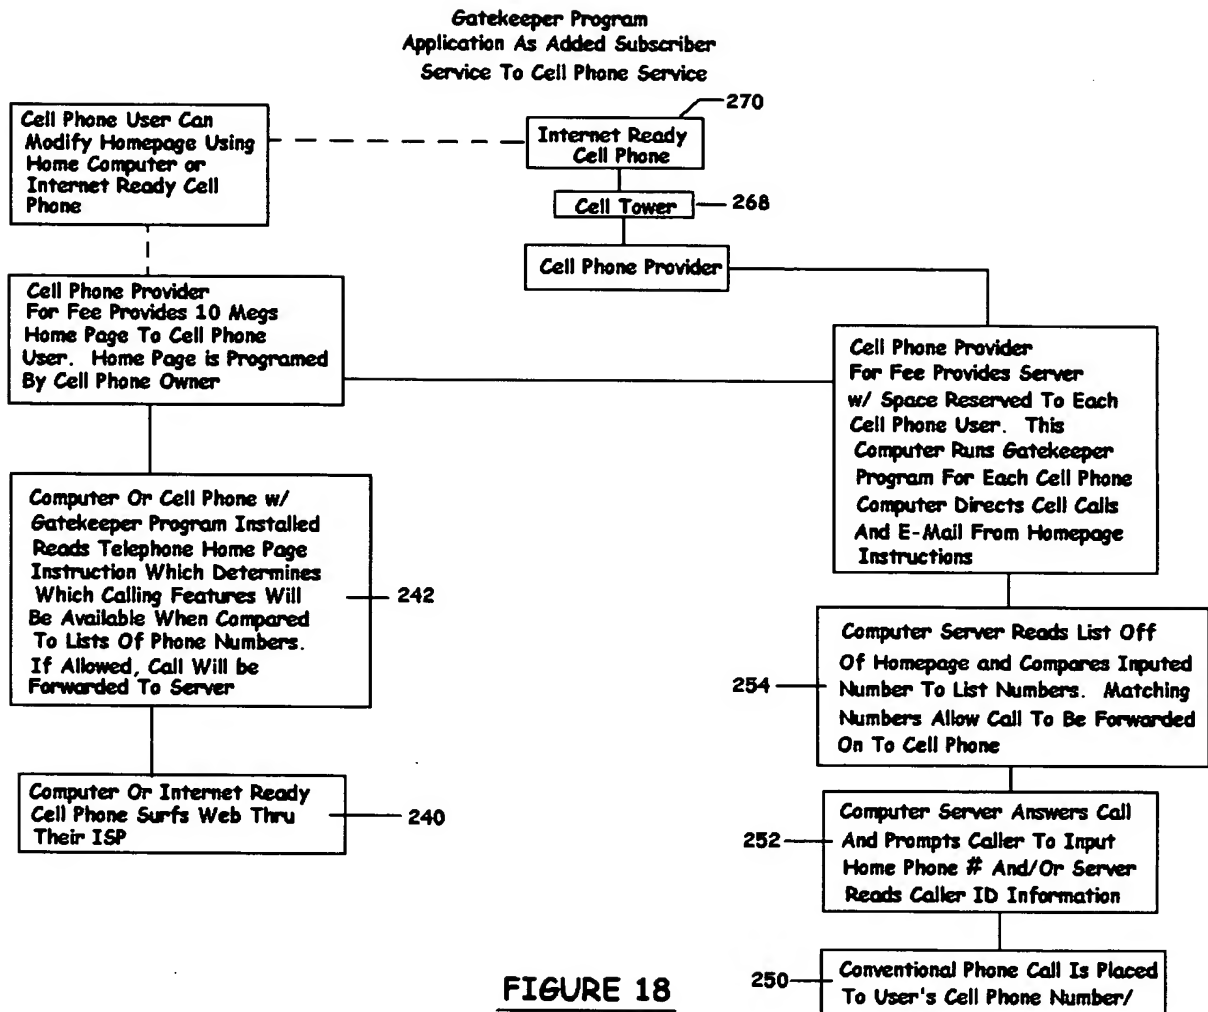 Gatekeeper Program
Application As Added Subscriber
Service To Cell Phone Service
270
Cell Phone User Can
Modify Homepage Using
Home Computer or
Internet Ready Cell
Phone
Internet Ready
Cell Phone
Cell Tower
268
Cell Phone Provider
Cell Phone Provider
For Fee Provides 10 Megs
Home Page To Cell Phone
User. Home Page is Programed
By Cell Phone Owner
Cell Phone Provider
For Fee Provides Server
w/ Space Reserved To Each
Cell Phone User. This
Computer Runs Gatekeeper
Program For Each Cell Phone
Computer Directs Cell Calls
And E-Mail From Homepage
Instructions
Computer Or Cell Phone w/
Gatekeeper Program Installed
Reads Telephone Home Page
Instruction Which Determines
Which Calling Features Will
Be Available When Compared
To Lists Of Phone Numbers.
If Allowed, Call Will be
Forwarded To Server
242
Computer Server Reads List Off
Of Homepage and Compares Inputed
Number To List Numbers. Matching
Numbers Allow Call To Be Forwarded
On To Cell Phone
254
Computer Or Internet Ready
Cell Phone Surfs Web Thru
Their ISP
240
Computer Server Answers Call
And Prompts Caller To Input
Home Phone # And/Or Server
Reads Caller ID Information
252
Conventional Phone Call Is Placed
To User's Cell Phone Number/
250
FIGURE 18